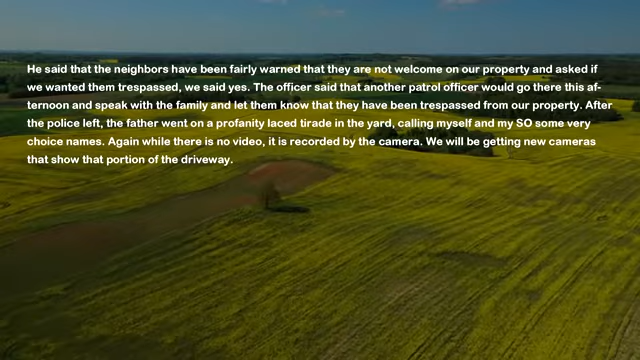 He said that the neighbors have been fairly warned that they are not welcome on our property and asked if
we wanted them trespassed, we said yes. The officer said that another patrol officer would go there this af-
ternoon and speak with the family and let them know that they have been trespassed from our property. After
the police left, the father went on a profanity laced tirade in the yard, calling myself and my SO some very
choice names. Again while there is no video, it is recorded by the camera. We will be getting new cameras
that show that portion of the driveway.